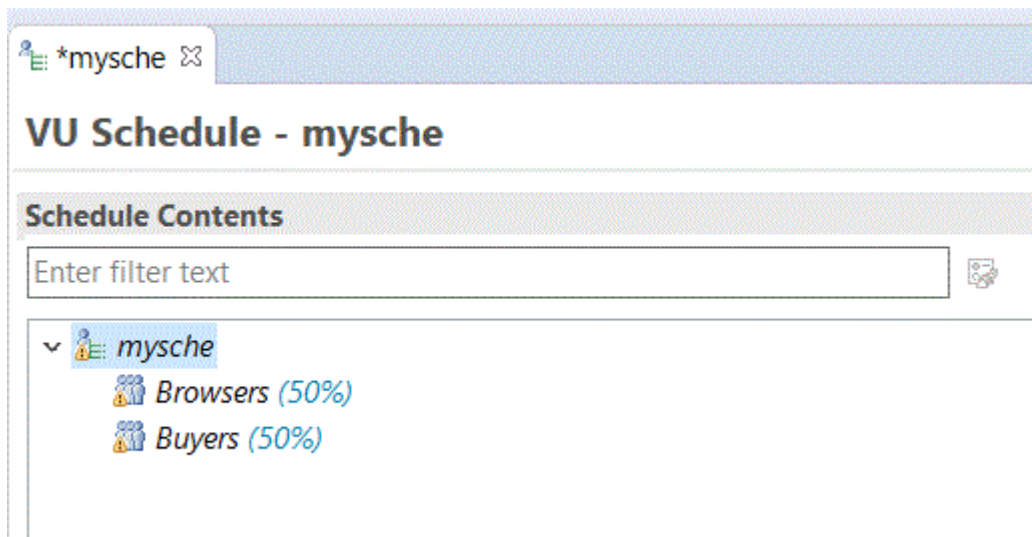 *mysche
VU Schedule - mysche
Schedule Contents
Enter filter text
mysche
Browsers (50%)
Buyers (50%)